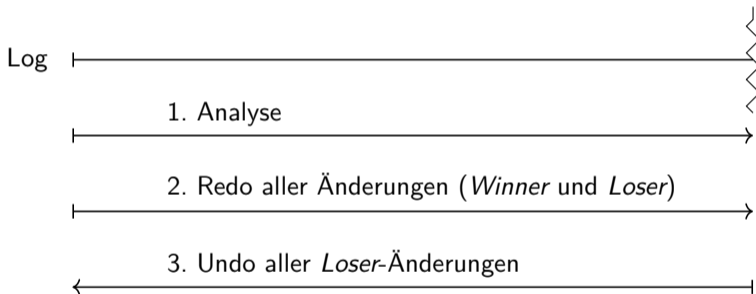 Log
1. Analyse
2. Redo aller Änderungen (Winner und Loser)
3. Undo aller Loser-Änderungen